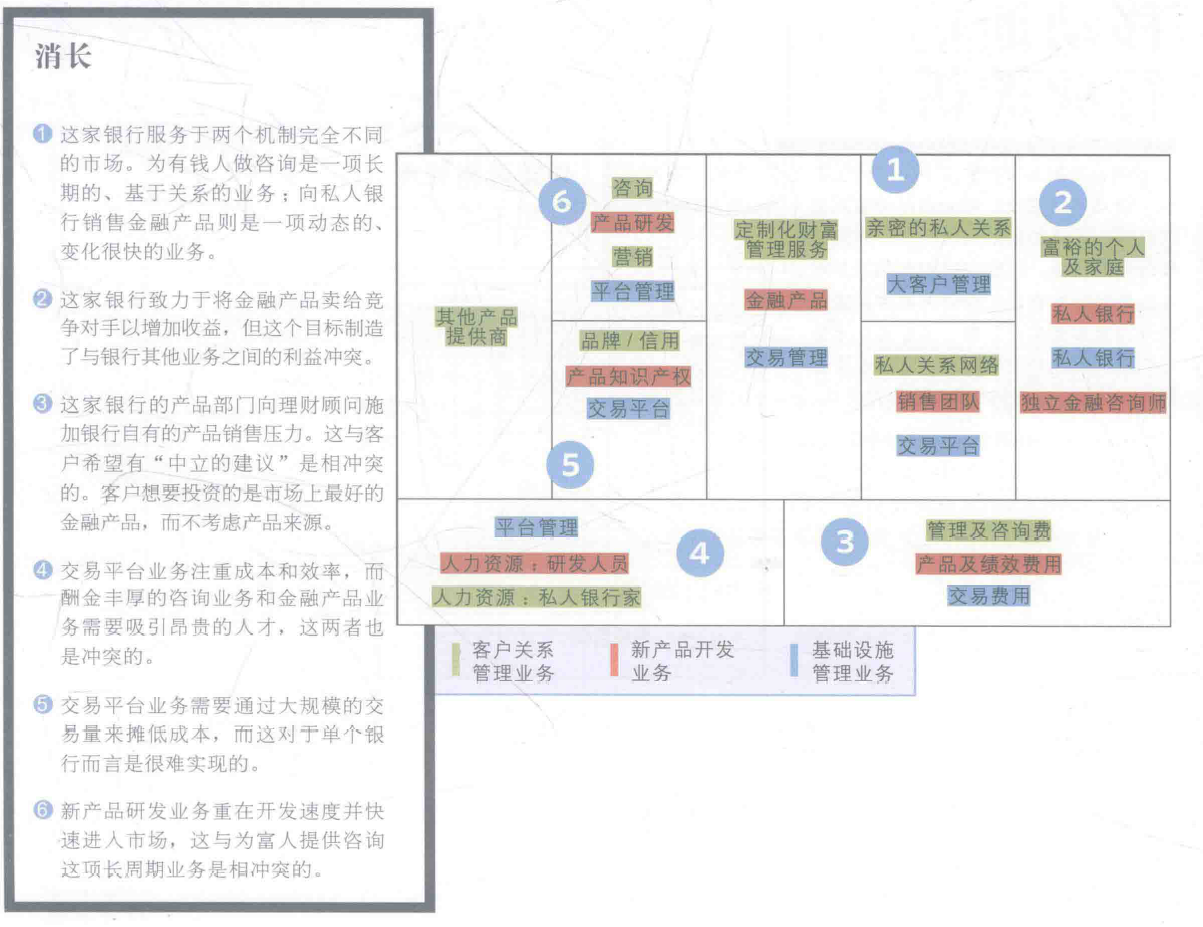 消长
1 这家银行服务于两个机制完全不同
的市场。为有钱人做咨询是一项长
期的、基于关系的业务；向私人银
行销售金融产品则是一项动态的、
变化很快的业务。
2 这家银行致力于将金融产品卖给竞
争对手以增加收益，但这个目标制造
了与银行其他业务之间的利益冲突。
3 这家银行的产品部门向理财顾问施
加银行自有的产品销售压力。这与客
户希望有“中立的建议”是相冲突
的。客户想要投资的是市场上最好的
金融产品，而不考虑产品来源。
4 交易平台业务注重成本和效率，而
酬金丰厚的咨询业务和金融产品业
务需要吸引昂贵的人才，这两者也
是冲突的。
5 交易平台业务需要通过大规模的交
易量来摊低成本，而这对于单个银
行而言是很难实现的。
6 新产品研发业务重在开发速度并快
速进入市场，这与为富人提供咨询
这项长周期业务是相冲突的。
其他产品
提供商
6
咨询
产品研发
营销
平台管理
品牌/信用
产品知识产权
交易平台
5
定制化财富
管理服务
金融产品
交易管理
1
亲密的私人关系
大客户管理
私人关系网络
销售团队
交易平台
2
富裕的个人
及家庭
私人银行
私人银行
独立金融咨询师
平台管理
人力资源：研发人员
人力资源：私人银行家
4
3
管理及咨询费
产品及绩效费用
交易费用
客户关系
管理业务
新产品开发
业务
基础设施
管理业务